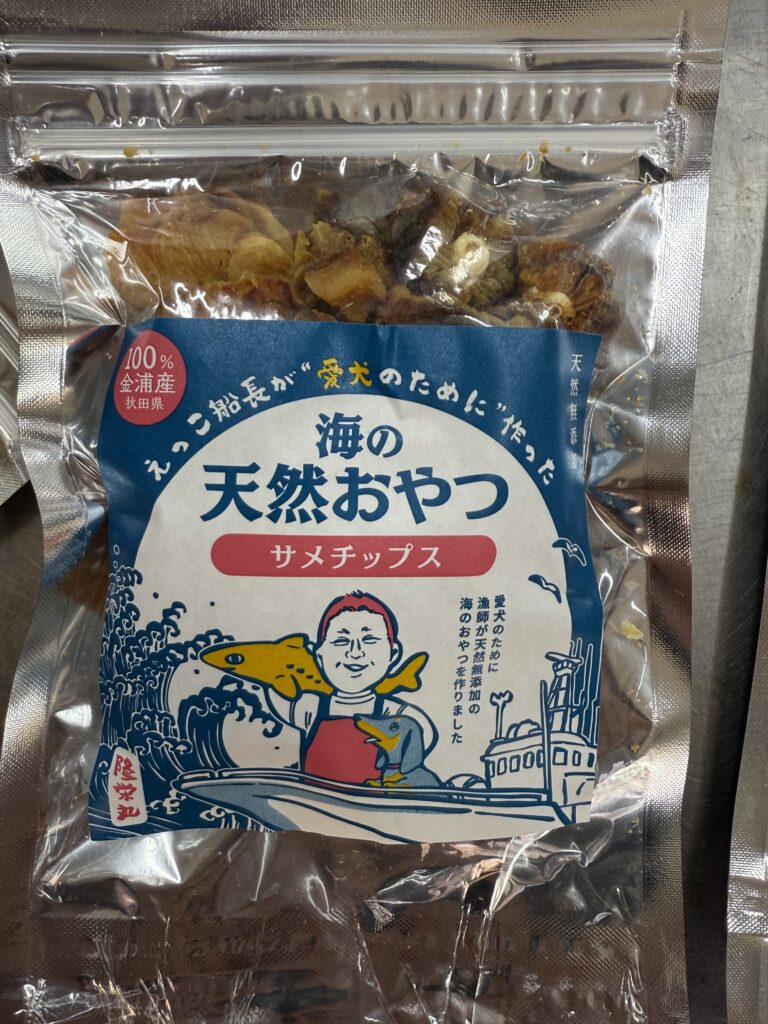 100%
金浦産
秋田県
えっこ船長が“愛犬のために”作った
天然無添加
海の
天然おやつ
サメチップス
愛犬のために
漁師が天然無添加の
海のおやつを作りました
隆栄丸